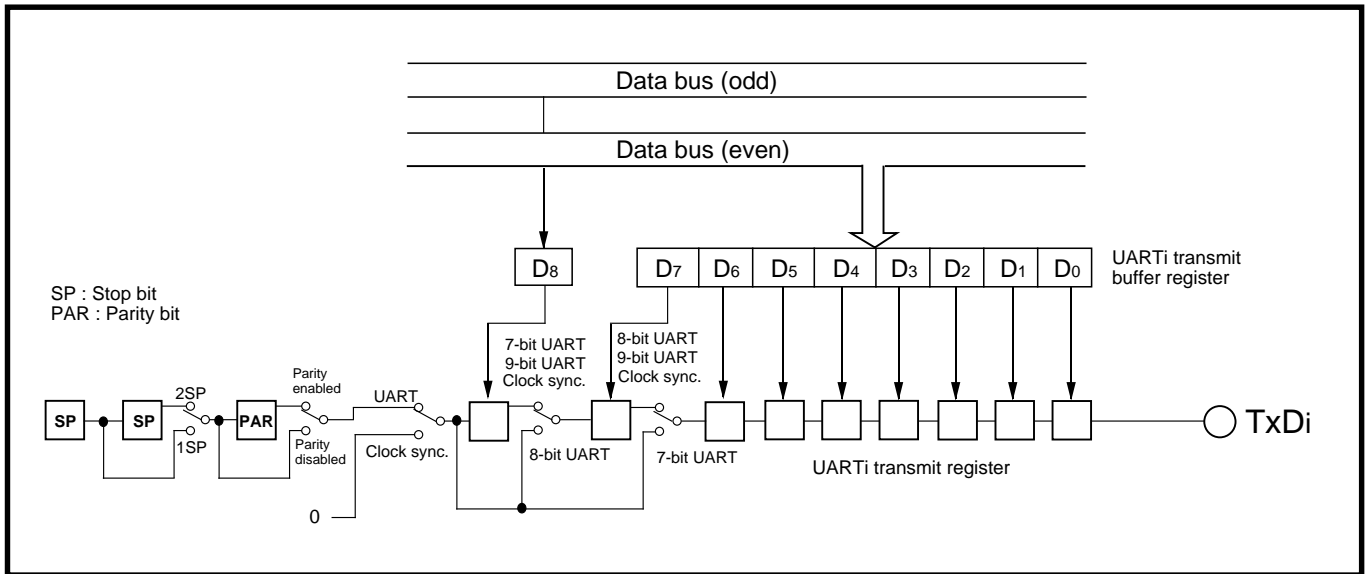 Data bus (odd)
Data bus (even)
D8
D7 D6 D5 D4 D3 D2 D1 D0
UARTi transmit
buffer register
SP : Stop bit
PAR : Parity bit
7-bit UART
9-bit UART
Clock sync.
8-bit UART
9-bit UART
Clock sync.
2SP
Parity
enabled
UART
SP
SP
PAR
TxDi
1SP
Parity
disabled
Clock sync.
8-bit UART
7-bit UART
UARTi transmit register
0